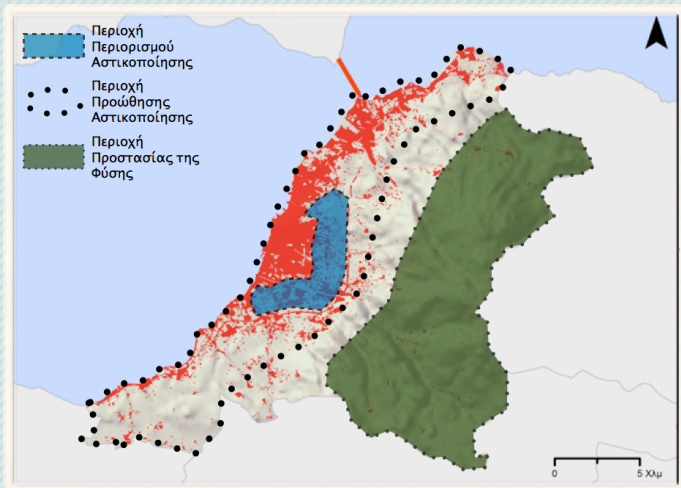 Περιοχή
Περιορισμού
Αστικοποίησης
Περιοχή
Προώθησης
Αστικοποίησης
Περιοχή
Προστασίας της
Φύσης
0 5 Χλμ